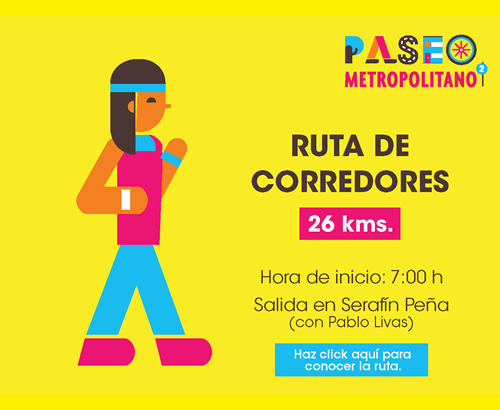 PASEO
METROPOLITANO 2
RUTA DE
CORREDORES
26 kms.
Hora de inicio: 7:00 h
Salida en Serafín Peña
(con Pablo Livas)
Haz click aquí para
conocer la ruta.